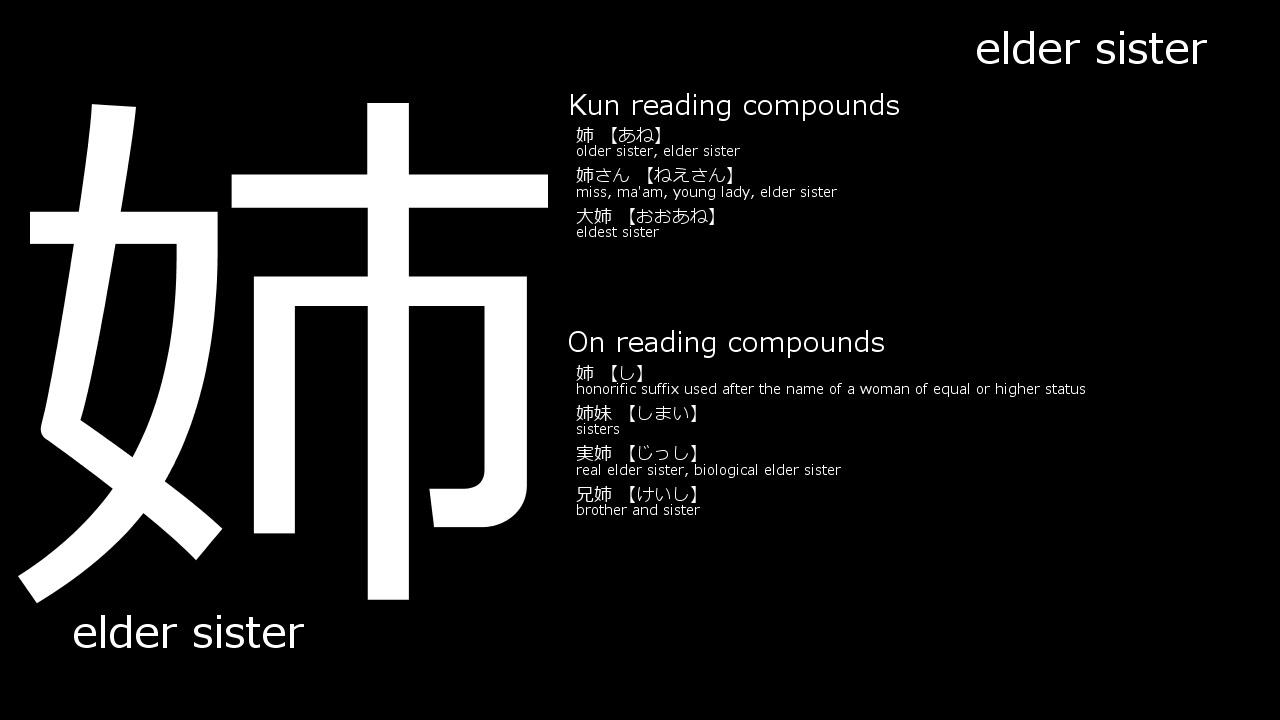 elder sister
姉
Kun reading compounds
姉 【あね】
older sister, elder sister
姉さん 【ねえさん】
miss, ma'am, young lady, elder sister
大姉 【おおあね】
eldest sister
On reading compounds
姉 【し】
honorific suffix used after the name of a woman of equal or higher status
姉妹 【しまい】
sisters
実姉 【じっし】
real elder sister, biological elder sister
兄姉 【けいし】
brother and sister
elder sister